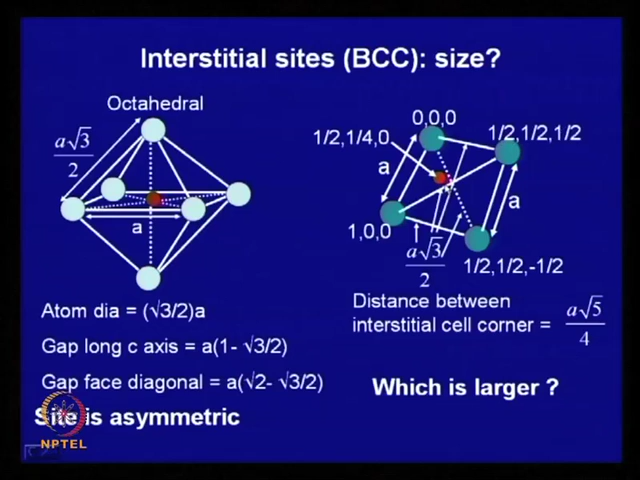 Interstitial sites (BCC): size?
Octahedral
a√3/2
a
0,0,0
1/2,1/4,0
1/2,1/2,1/2
a
a
1,0,0
a√3/2
1/2,1/2,-1/2
Atom dia = (√3/2)a
Gap long c axis = a(1- √3/2)
Gap face diagonal = a(√2- √3/2)
Site is asymmetric
Distance between
interstitial cell corner = a√5/4
Which is larger ?
NPTEL